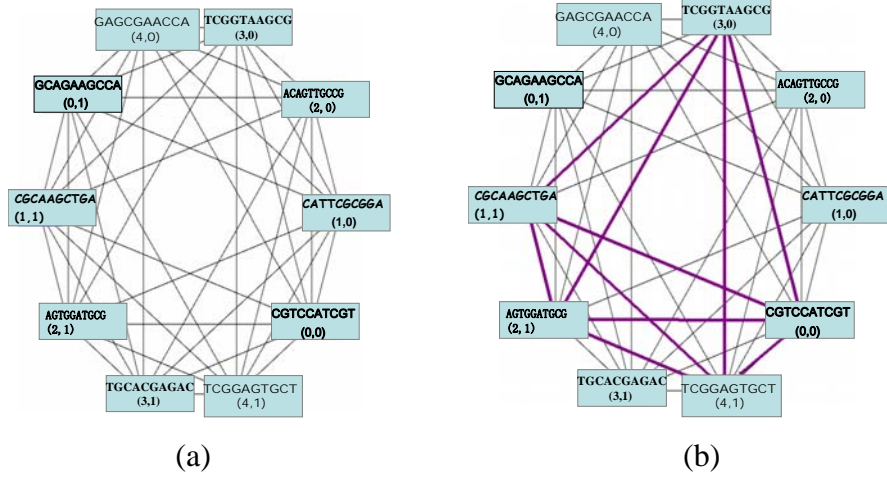 GAGCGAACCA
(4,0)
TCGGTAAGCG
(3,0)
GCAGAAGCCA
(0,1)
ACAGTTGCCG
(2,0)
CGCAAGCTGA
(1,1)
CATTCGCGGA
(1,0)
AGTGGATGCG
(2,1)
CGTCCATCGT
(0,0)
TGCACGAGAC
(3,1)
TCGGAGTGCT
(4,1)
(a)
GAGCGAACCA
(4,0)
TCGGTAAGCG
(3,0)
GCAGAAGCCA
(0,1)
ACAGTTGCCG
(2,0)
CGCAAGCTGA
(1,1)
CATTCGCGGA
(1,0)
AGTGGATGCG
(2,1)
CGTCCATCGT
(0,0)
TGCACGAGAC
(3,1)
TCGGAGTGCT
(4,1)
(b)